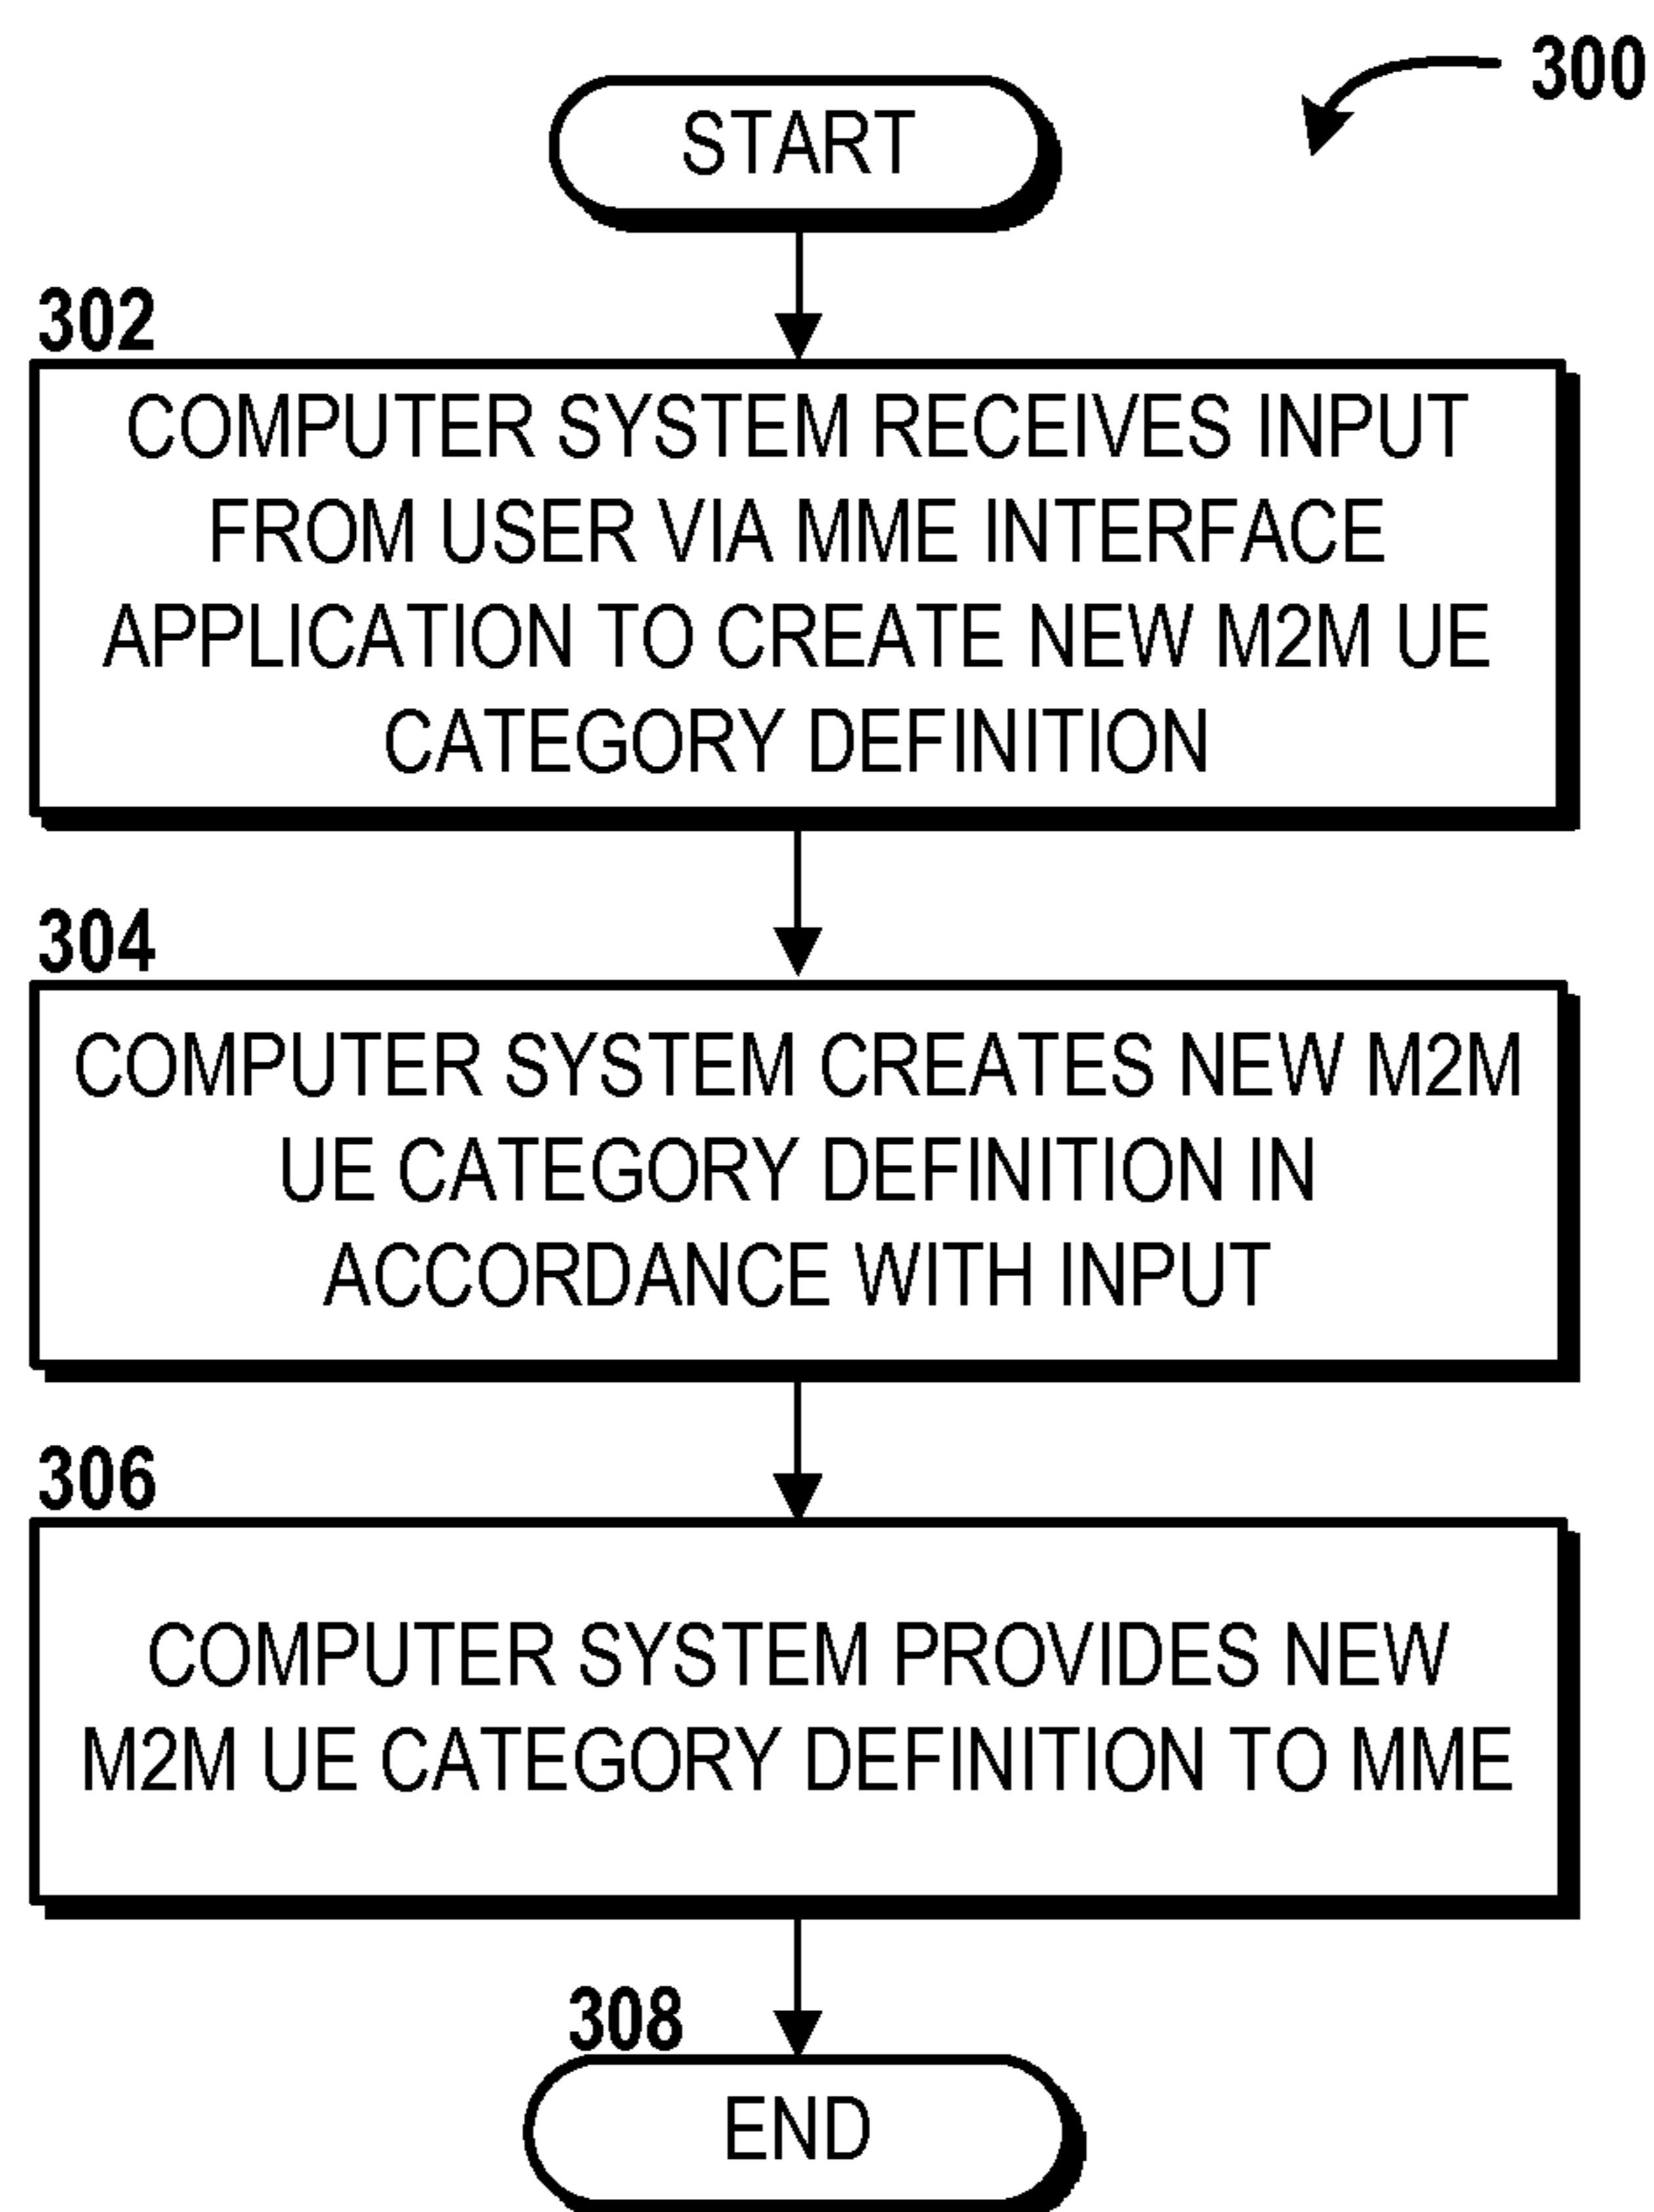 300
START
302
COMPUTER SYSTEM RECEIVES INPUT
FROM USER VIA MME INTERFACE
APPLICATION TO CREATE NEW M2M UE
CATEGORY DEFINITION
304
COMPUTER SYSTEM CREATES NEW M2M
UE CATEGORY DEFINITION IN
ACCORDANCE WITH INPUT
306
COMPUTER SYSTEM PROVIDES NEW
M2M UE CATEGORY DEFINITION TO MME
308
END